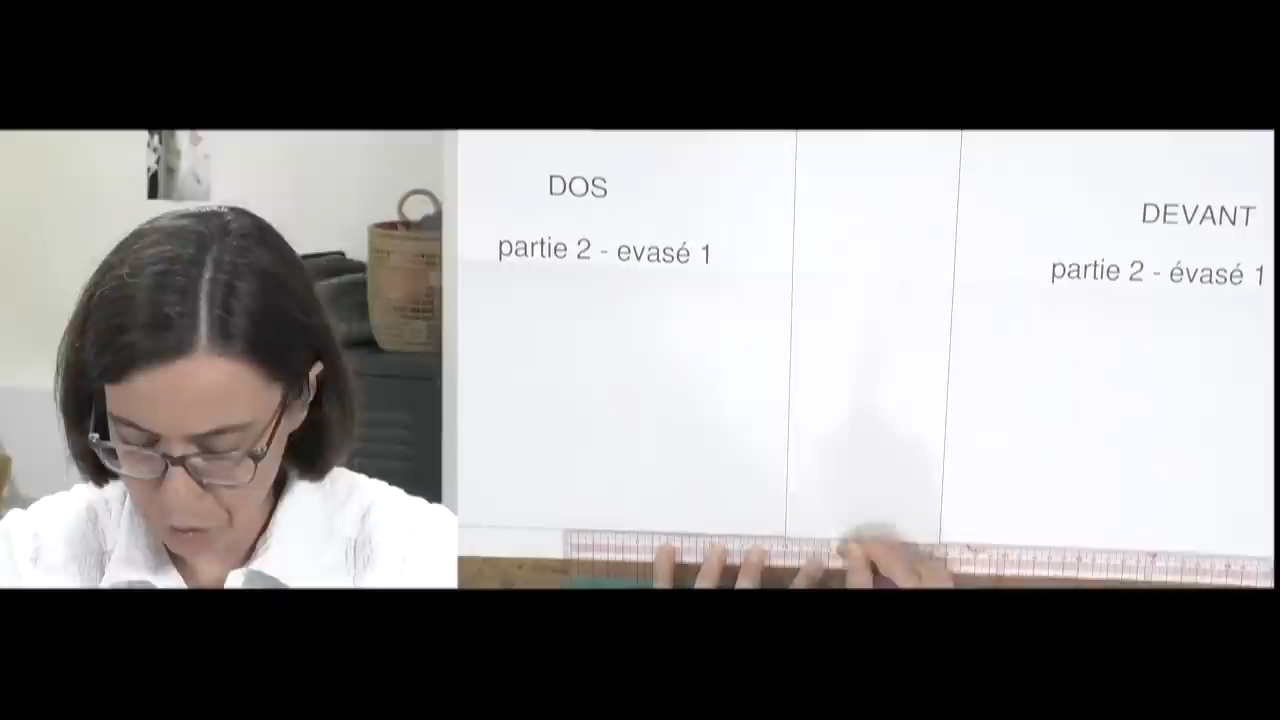 DOS
partie 2 - evasé 1
DEVANT
partie 2 - évasé 1